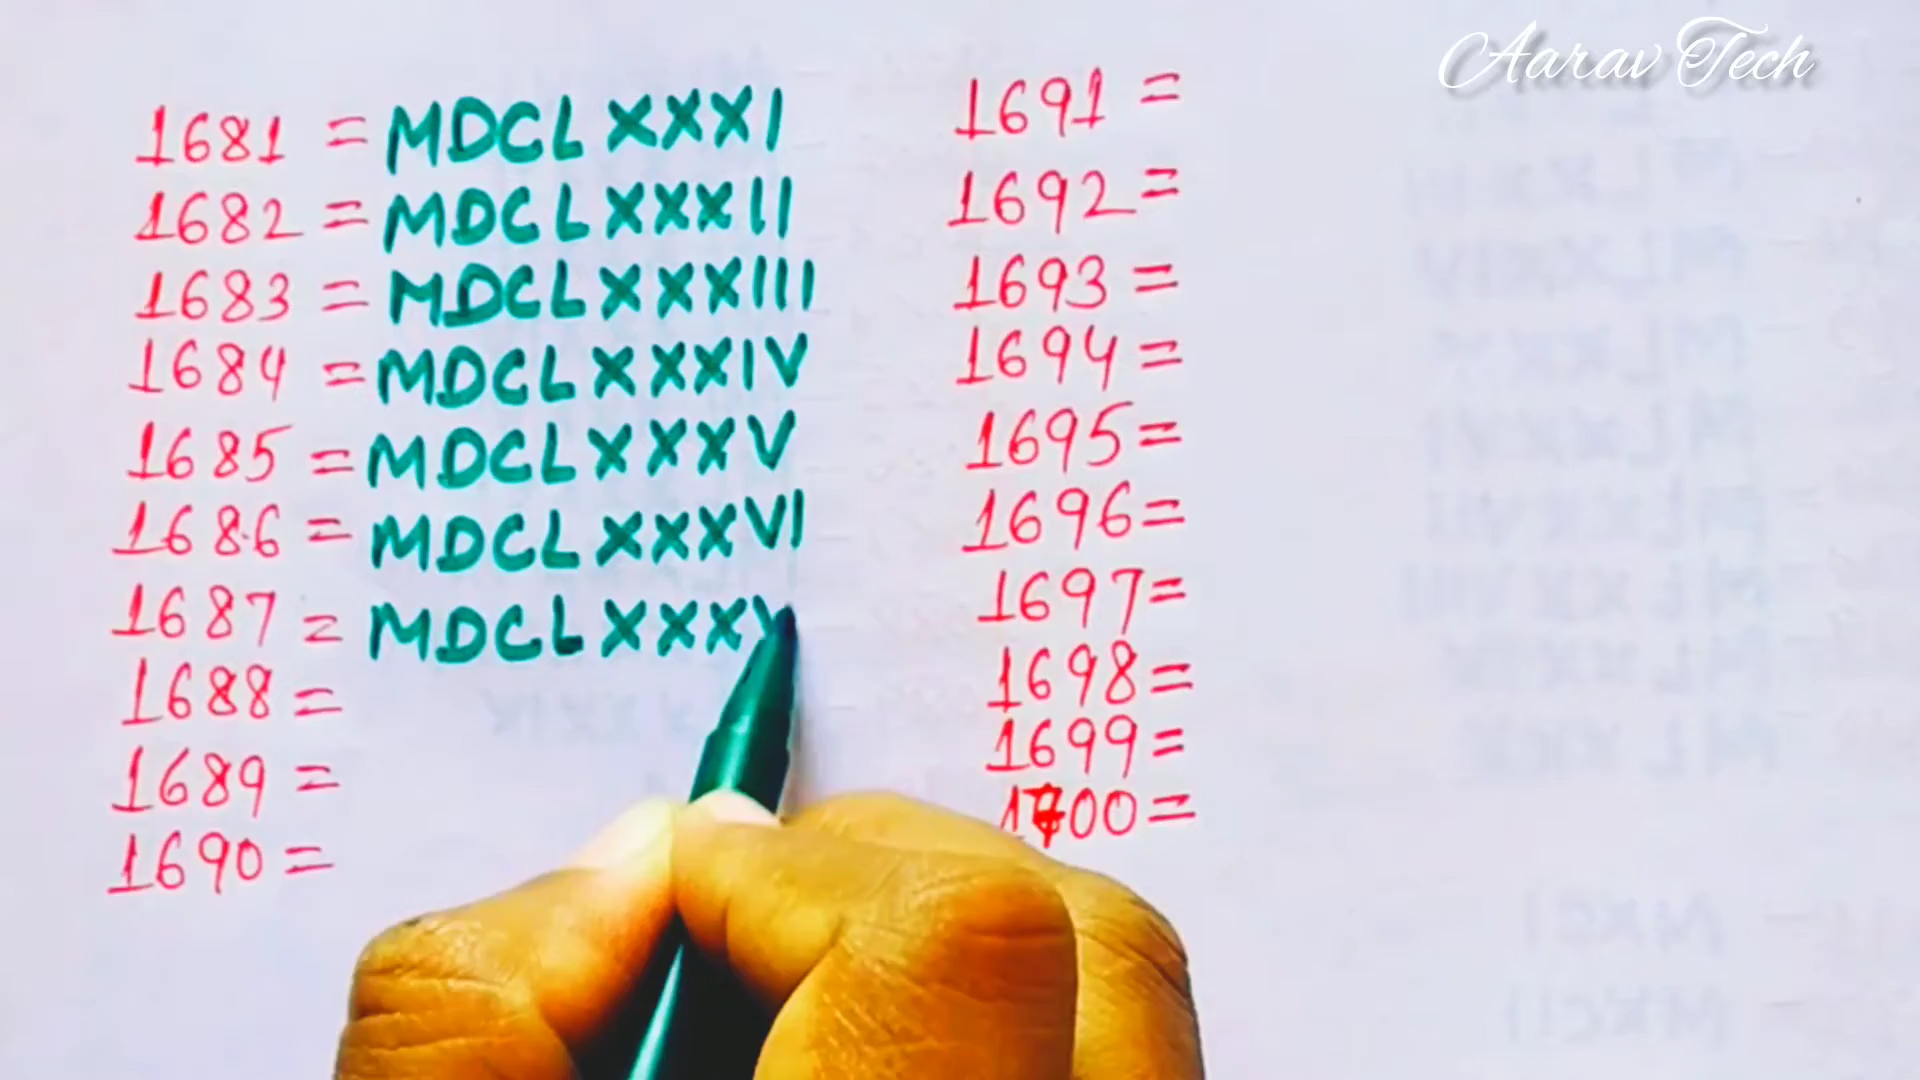 Aarav Tech
1681 = MDCLXXXI
1682 = MDCLXXXII
1683 = MDCLXXXIII
1684 = MDCLXXXIV
1685 = MDCLXXXV
1686 = MDCLXXXVI
1687 = MDCLXXXV
1688 =
1689 =
1690 =
1691 =
1692 =
1693 =
1694 =
1695 =
1696 =
1697 =
1698 =
1699 =
1700 =